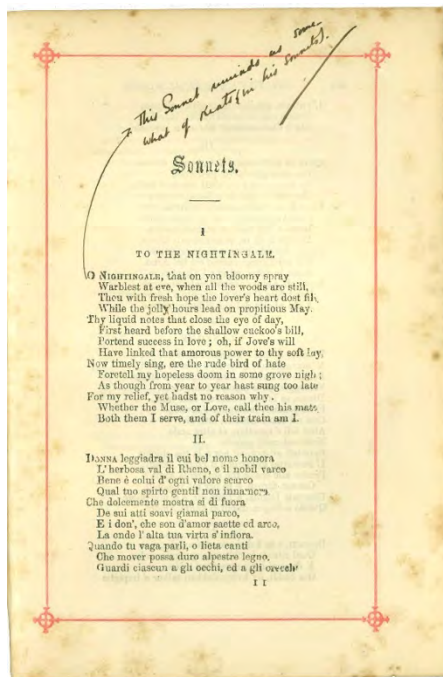 This Sonnet reminds us some-
what of Keats (in his sonnets).
Sonnets.
I
TO THE NIGHTINGALE.
O NIGHTINGALE, that on yon bloomy spray
Warblest at eve, when all the woods are still,
Thou with fresh hope the lover's heart dost fill,
While the jolly hours lead on propitious May.
Thy liquid notes that close the eye of day,
First heard before the shallow cuckoo's bill,
Portend success in love; oh, if Jove's will
Have linked that amorous power to thy soft lay,
Now timely sing, ere the rude bird of hate
Foretell my hopeless doom in some grove nigh;
As though from year to year hast sung too late
For my relief, yet hadst no reason why.
Whether the Muse, or Love, call thee his mate,
Both them I serve, and of their train am I.
II.
DONNA leggiadra il cui bel nome honora
L' herbosa val di Rheno, e il nobil varco
Bene è colui d' ogni valore scarco
Qual tuo spirto gentil non innamora.
Che dolcemente mostra si di fuora
De sui atti soavi giamai parco,
E i don', che son d'amor saette ed arco,
La onde l' alta tua virtu s' infiora.
Quando tu vaga parli, o lieta canti
Che mover possa duro alpestre legno,
Guardi ciascun a gli occhi, ed a gli orecchi
I I